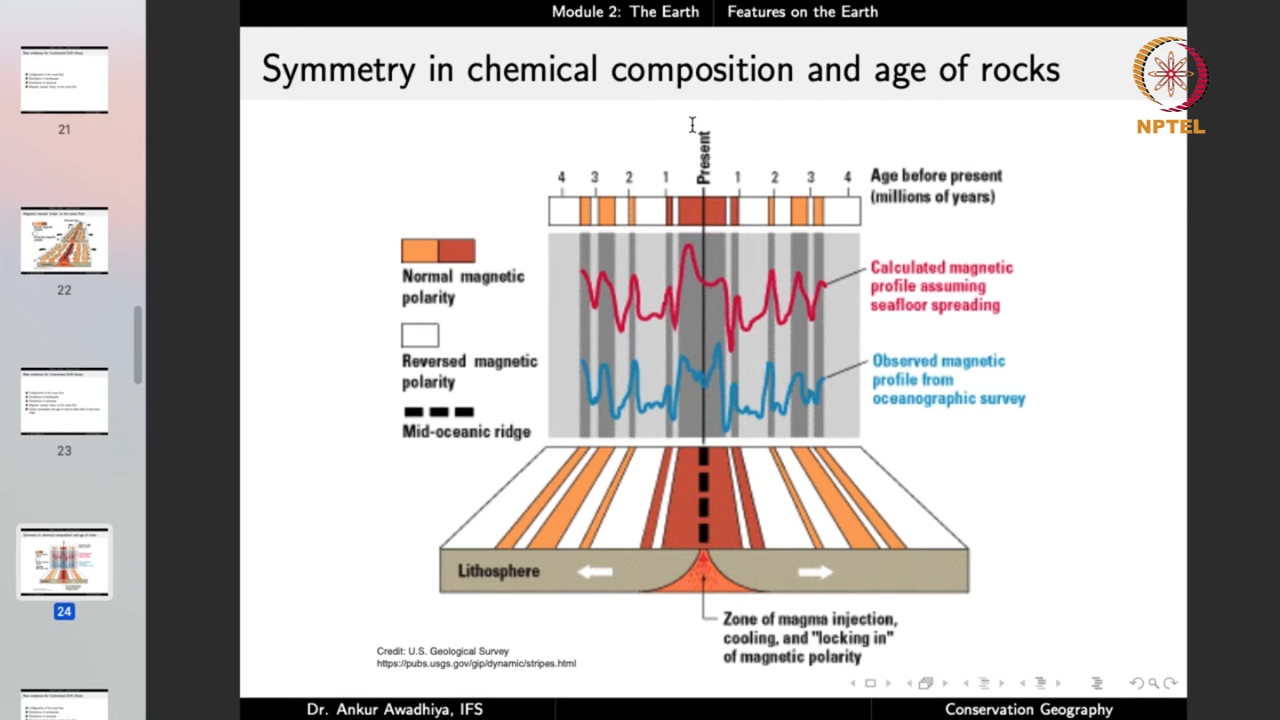 Module 2: The Earth
Features on the Earth
Symmetry in chemical composition and age of rocks
NPTEL
Present
4 3 2 1 1 2 3 4
Age before present
(millions of years)
Normal magnetic
polarity
Reversed magnetic
polarity
Mid-oceanic ridge
Calculated magnetic
profile assuming
seafloor spreading
Observed magnetic
profile from
oceanographic survey
Lithosphere
Zone of magma injection,
cooling, and "locking in"
of magnetic polarity
Credit: U.S. Geological Survey
https://pubs.usgs.gov/gip/dynamic/stripes.html
Dr. Ankur Awadhiya, IFS
Conservation Geography
21
22
23
24